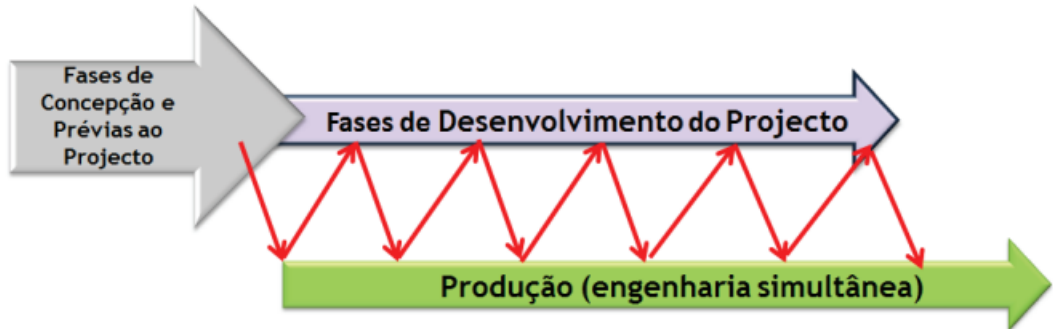 Fases de
Concepção e
Prévias ao
Projecto
Fases de Desenvolvimento do Projecto
Produção (engenharia simultânea)